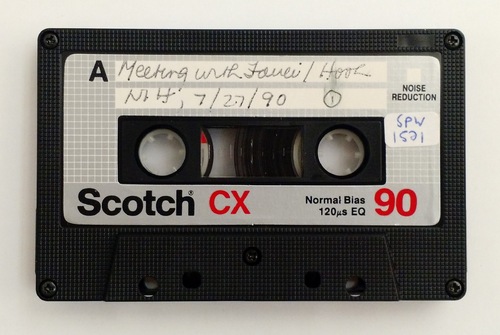 A Meeting with Fauci / Hoth
NIH, 7/27/90 1
NOISE
REDUCTION
SPW
1521
Scotch® CX
Normal Bias
120µs EQ
90